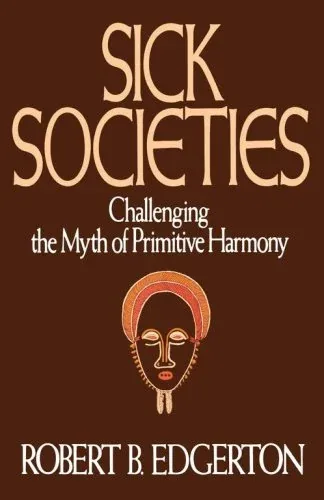 SICK
SOCIETIES
Challenging
the Myth of Primitive Harmony
ROBERT B. EDGERTON